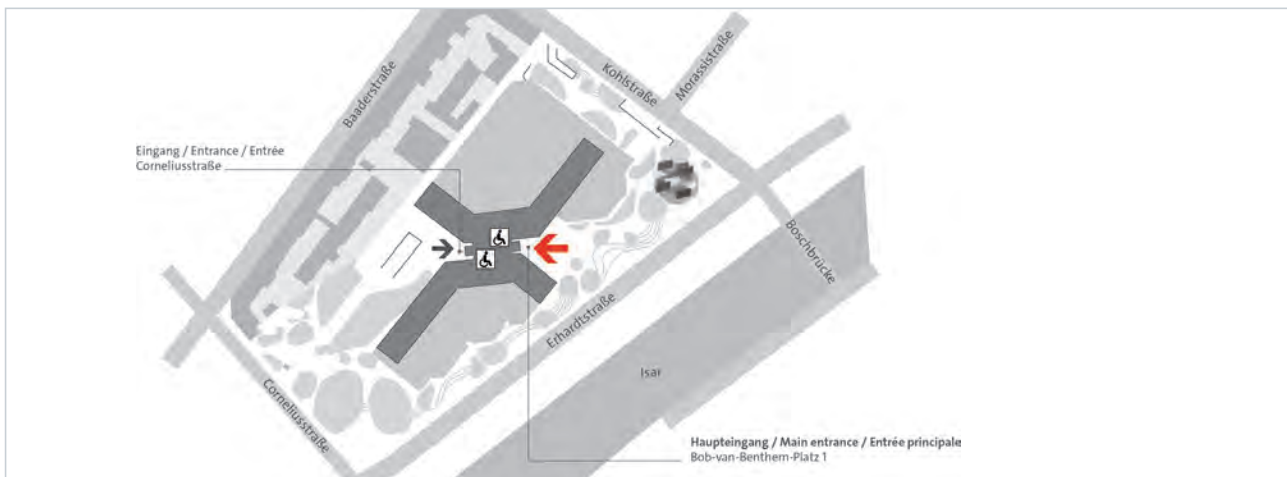 Kohlstraße
Morassistraße
Baaderstraße
Eingang / Entrance / Entrée
Corneliusstraße
Boschbrücke
Erhardtstraße
Isar
Corneliusstraße
Haupteingang / Main entrance / Entrée principale
Bob-van-Benthem-Platz 1